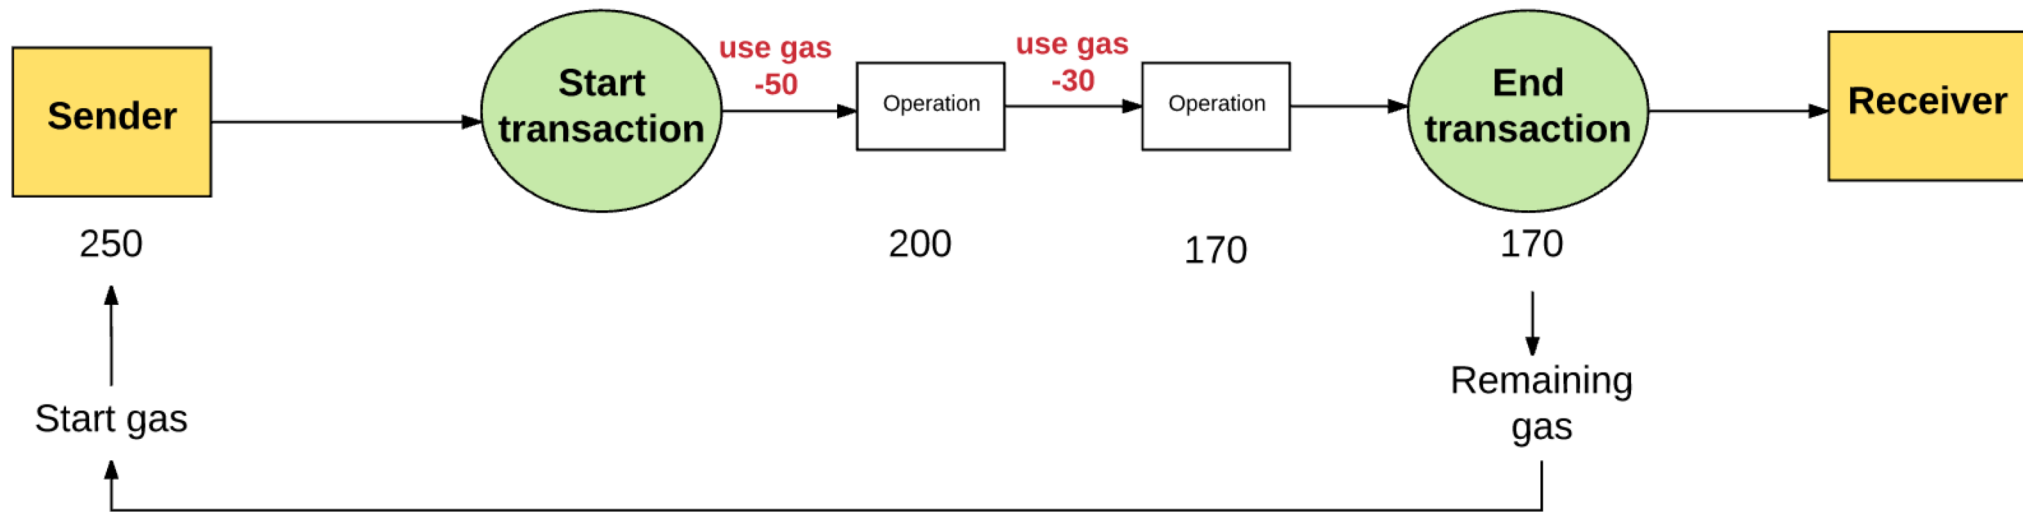 Sender
Start
transaction
use gas
-50
Operation
use gas
-30
Operation
End
transaction
Receiver
250
200
170
170
Start gas
Remaining
gas